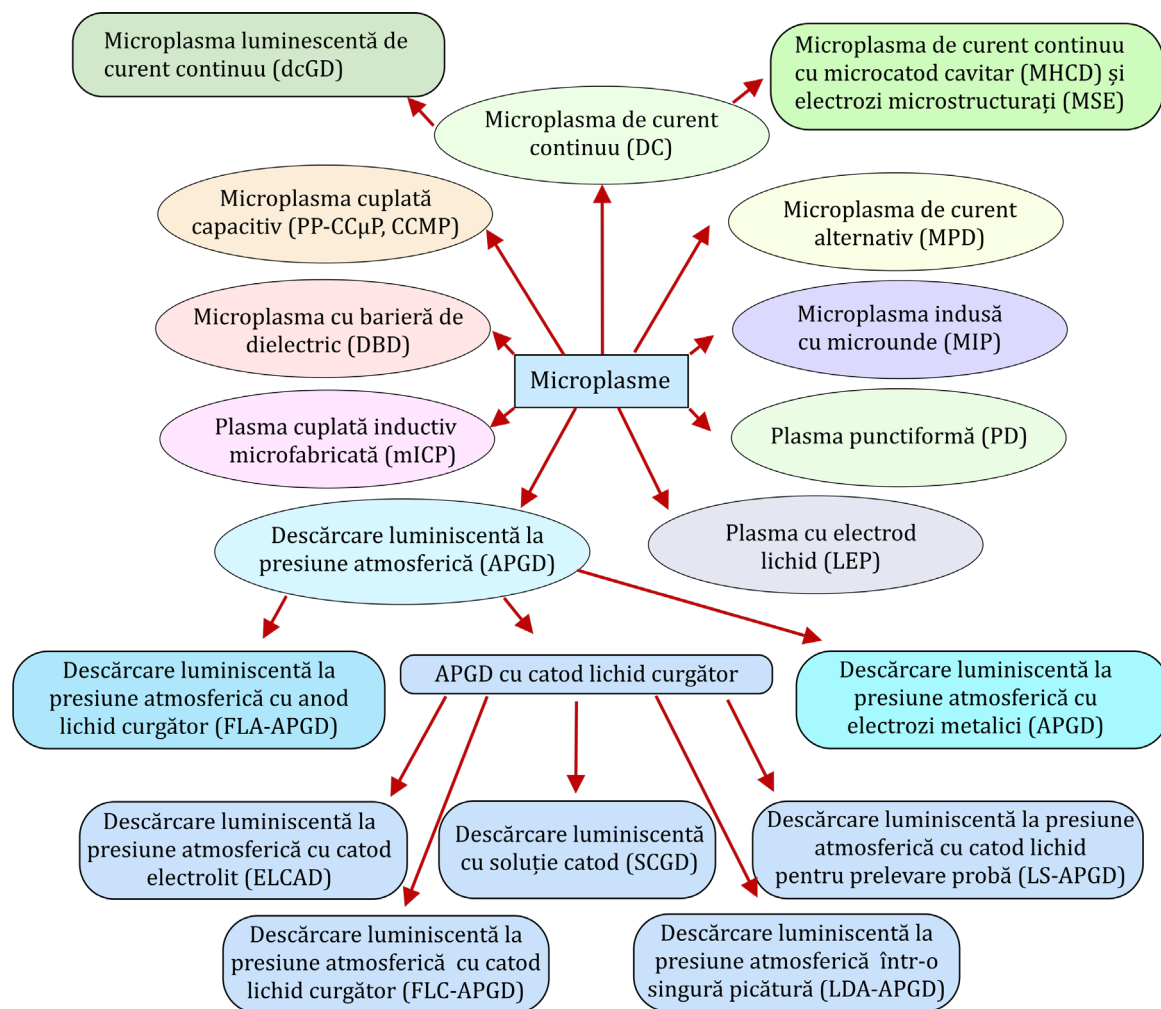 Microplasma luminescentă de
curent continuu (dcGD)
Microplasma de curent continuu
cu microcatod cavitar (MHCD) și
electrozi microstructurați (MSE)
Microplasma de curent
continuu (DC)
Microplasma cuplată
capacitiv (PP-CCµP, CCMP)
Microplasma de curent
alternativ (MPD)
Microplasma cu barieră de
dielectric (DBD)
Microplasma indusă
cu microunde (MIP)
Microplasme
Plasma cuplată inductiv
microfabricată (mICP)
Plasma punctiformă (PD)
Descărcare luminiscentă la
presiune atmosferică (APGD)
Plasma cu electrod
lichid (LEP)
Descărcare luminiscentă la
presiune atmosferică cu anod
lichid curgător (FLA-APGD)
APGD cu catod lichid curgător
Descărcare luminiscentă la
presiune atmosferică cu
electrozi metalici (APGD)
Descărcare luminiscentă la
presiune atmosferică cu catod
electrolit (ELCAD)
Descărcare luminiscentă
cu soluție catod (SCGD)
Descărcare luminiscentă la presiune
atmosferică cu catod lichid
pentru prelevare probă (LS-APGD)
Descărcare luminiscentă la
presiune atmosferică cu catod
lichid curgător (FLC-APGD)
Descărcare luminiscentă la
presiune atmosferică într-o
singură picătură (LDA-APGD)